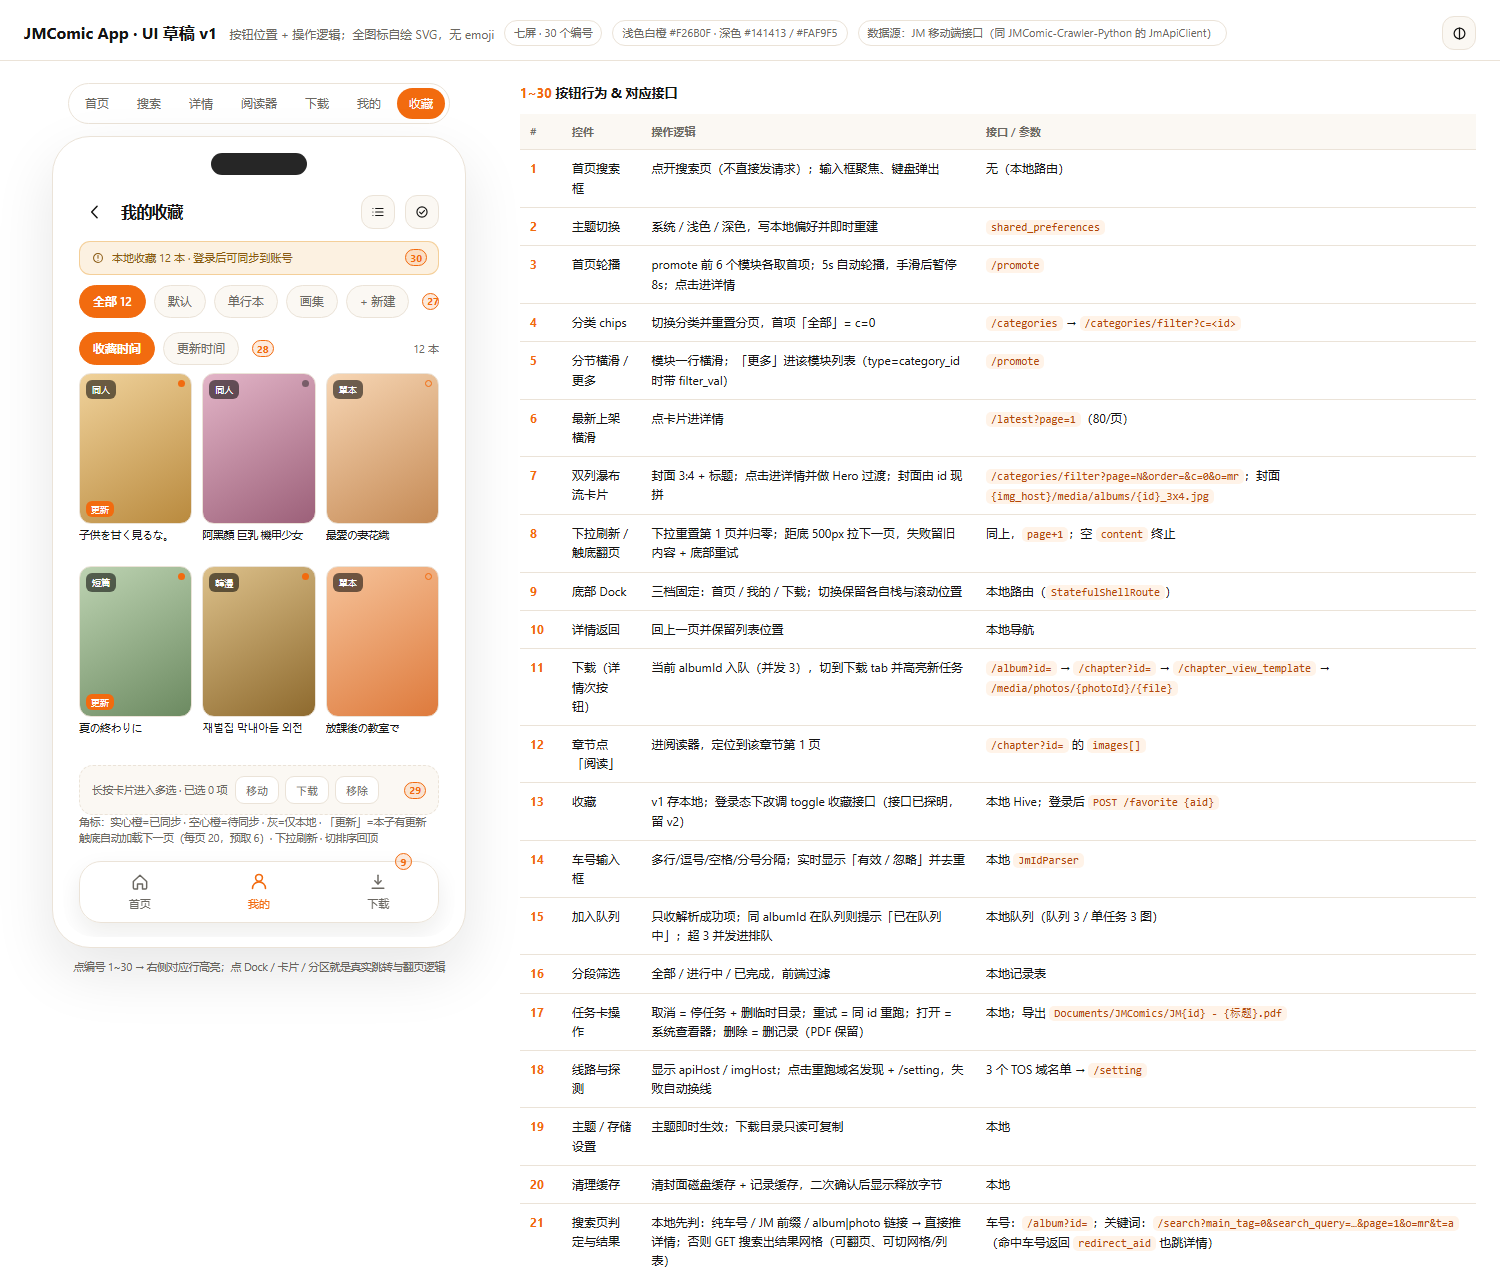 JMComic App · UI 草稿 v1
按钮位置 + 操作逻辑；全图标自绘 SVG，无 emoji
七屏 · 30 个编号
浅色白橙 #F26B0F · 深色 #141413 / #FAF9F5
数据源：JM 移动端接口（同 JMComic-Crawler-Python 的 JmApiClient）
首页 搜索 详情 阅读器 下载 我的 收藏
我的收藏
本地收藏 12 本 · 登录后可同步到账号 30
全部 12 默认 单行本 画集 + 新建 27
收藏时间 更新时间 28 12 本
同人 同人 單本
更新
子供を甘く見るな。 阿黑顏 巨乳 機甲少女 最愛の妻花織
短篇 韩漫 單本
更新
夏の終わりに 재벌집 막내아들 외전 放課後の教室で
长按卡片进入多选 · 已选 0 项 移动 下载 移除 29
角标：实心橙=已同步 · 空心橙=待同步 · 灰=仅本地 · 「更新」=本子有更新
触底自动加载下一页（每页 20，预取 6）· 下拉刷新 · 切排序回顶
9
首页 我的 下载
点编号 1~30 → 右侧对应行高亮；点 Dock / 卡片 / 分区就是真实跳转与翻页逻辑
1~30 按钮行为 & 对应接口
# 控件 操作逻辑 接口 / 参数
1 首页搜索 点开搜索页（不直接发请求）；输入框聚焦、键盘弹出 无（本地路由）
框
2 主题切换 系统 / 浅色 / 深色，写本地偏好并即时重建 shared_preferences
3 首页轮播 promote 前 6 个模块各取首项；5s 自动轮播，手滑后暂停 /promote
8s；点击进详情
4 分类 chips 切换分类并重置分页，首项「全部」= c=0 /categories → /categories/filter?c=<id>
5 分节横滑 / 模块一行横滑；「更多」进该模块列表（type=category_id /promote
更多 时带 filter_val）
6 最新上架 点卡片进详情 /latest?page=1 （80/页）
横滑
7 双列瀑布 封面 3:4 + 标题；点击进详情并做 Hero 过渡；封面由 id 现 /categories/filter?page=N&order=&c=0&o=mr ；封面
流卡片 拼 {img_host}/media/albums/{id}_3x4.jpg
8 下拉刷新 / 下拉重置第 1 页并归零；距底 500px 拉下一页，失败留旧 同上，page+1 ；空 content 终止
触底翻页 内容 + 底部重试
9 底部 Dock 三档固定：首页 / 我的 / 下载；切换保留各自栈与滚动位置 本地路由（ StatefulShellRoute ）
10 详情返回 回上一页并保留列表位置 本地导航
11 下载（详 当前 albumId 入队（并发 3），切到下载 tab 并高亮新任务 /album?id= → /chapter?id= → /chapter_view_template →
情次按 /media/photos/{photoId}/{file}
钮）
12 章节点 进阅读器，定位到该章节第 1 页 /chapter?id= 的 images[]
「阅读」
13 收藏 v1 存本地；登录态下改调 toggle 收藏接口（接口已探明， 本地 Hive；登录后 POST /favorite {aid}
留 v2）
14 车号输入 多行/逗号/空格/分号分隔；实时显示「有效 / 忽略」并去重 本地 JmIdParser
框
15 加入队列 只收解析成功项；同 albumId 在队列则提示「已在队列 本地队列（队列 3 / 单任务 3 图）
中」；超 3 并发进排队
16 分段筛选 全部 / 进行中 / 已完成，前端过滤 本地记录表
17 任务卡操 取消 = 停任务 + 删临时目录；重试 = 同 id 重跑；打开 = 本地；导出 Documents/JMComics/JM{id} - {标题}.pdf
作 系统查看器；删除 = 删记录（PDF 保留）
18 线路与探 显示 apiHost / imgHost；点击重跑域名发现 + /setting，失 3 个 TOS 域名单 → /setting
测 败自动换线
19 主题 / 存储 主题即时生效；下载目录只读可复制 本地
设置
20 清理缓存 清封面磁盘缓存 + 记录缓存，二次确认后显示释放字节 本地
21 搜索页判 本地先判：纯车号 / JM 前缀 / album|photo 链接 → 直接推 车号：/album?id= ；关键词：/search?main_tag=0&search_query=…&page=1&o=mr&t=a
定与结果 详情；否则 GET 搜索出结果网格（可翻页、可切网格/列 （命中车号返回 redirect_aid 也跳详情）
表）